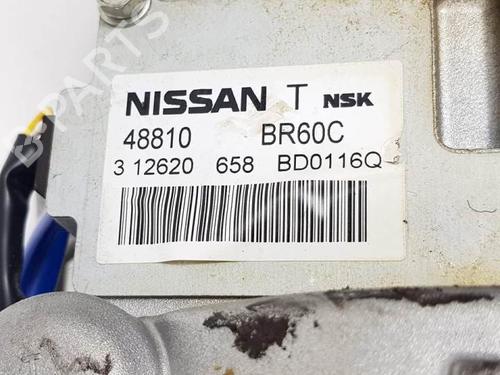 B-PARTS
NISSAN T NSK
48810 BR60C
3 12620 658 BD0116Q